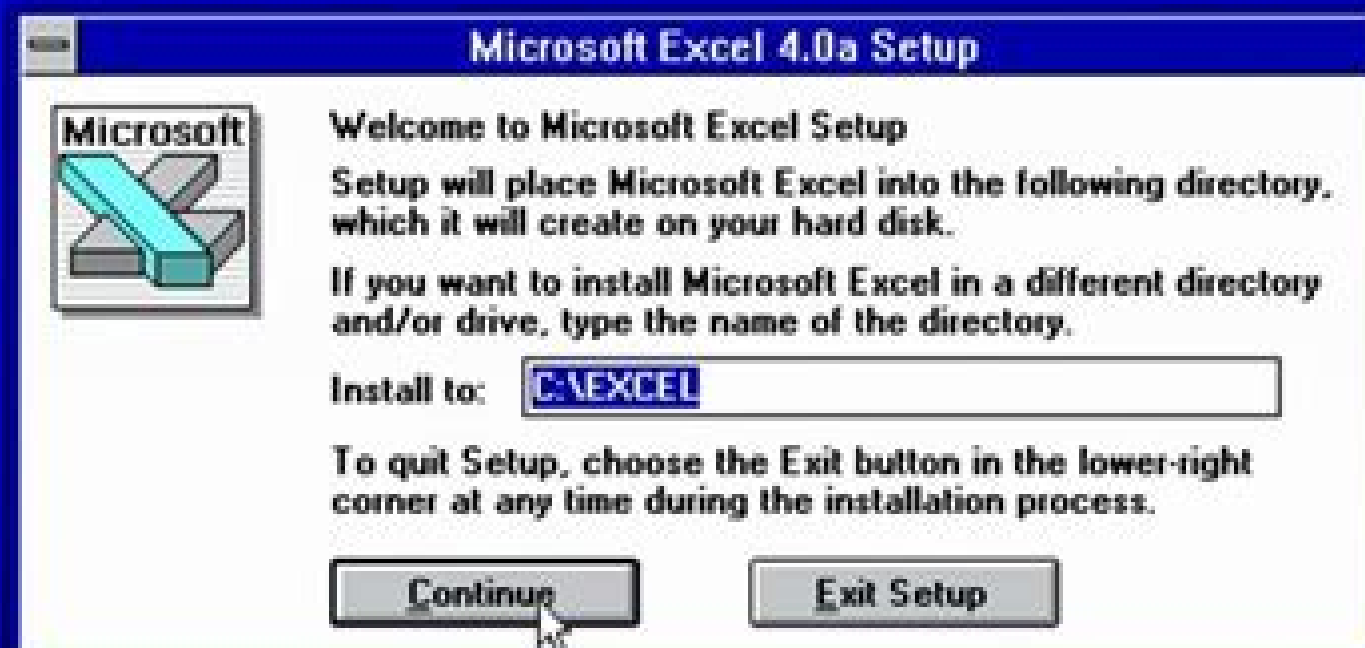 Microsoft Excel 4.0a Setup
Microsoft
Welcome to Microsoft Excel Setup
Setup will place Microsoft Excel into the following directory,
which it will create on your hard disk.
If you want to install Microsoft Excel in a different directory
and/or drive, type the name of the directory.
Install to: C:\EXCEL
To quit Setup, choose the Exit button in the lower-right
corner at any time during the installation process.
Continue Exit Setup